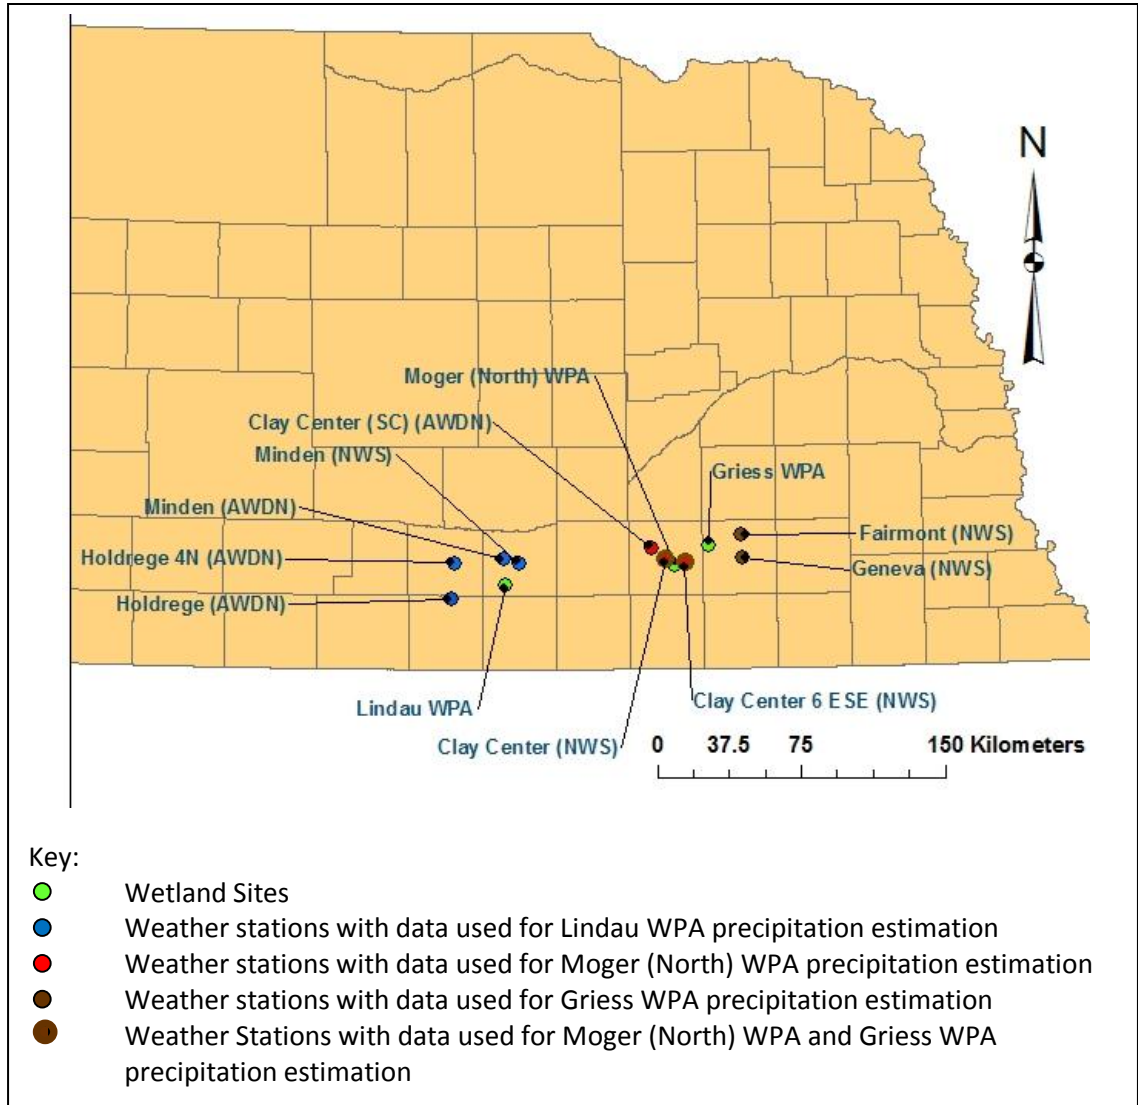 N
Moger (North) WPA
Clay Center (SC) (AWDN)
Minden (NWS)
Griess WPA
Minden (AWDN)
Fairmont (NWS)
Holdrege 4N (AWDN)
Geneva (NWS)
Holdrege (AWDN)
Lindau WPA
Clay Center 6 ESE (NWS)
Clay Center (NWS)
0 37.5 75 150 Kilometers
Key:
Wetland Sites
Weather stations with data used for Lindau WPA precipitation estimation
Weather stations with data used for Moger (North) WPA precipitation estimation
Weather stations with data used for Griess WPA precipitation estimation
Weather Stations with data used for Moger (North) WPA and Griess WPA
precipitation estimation